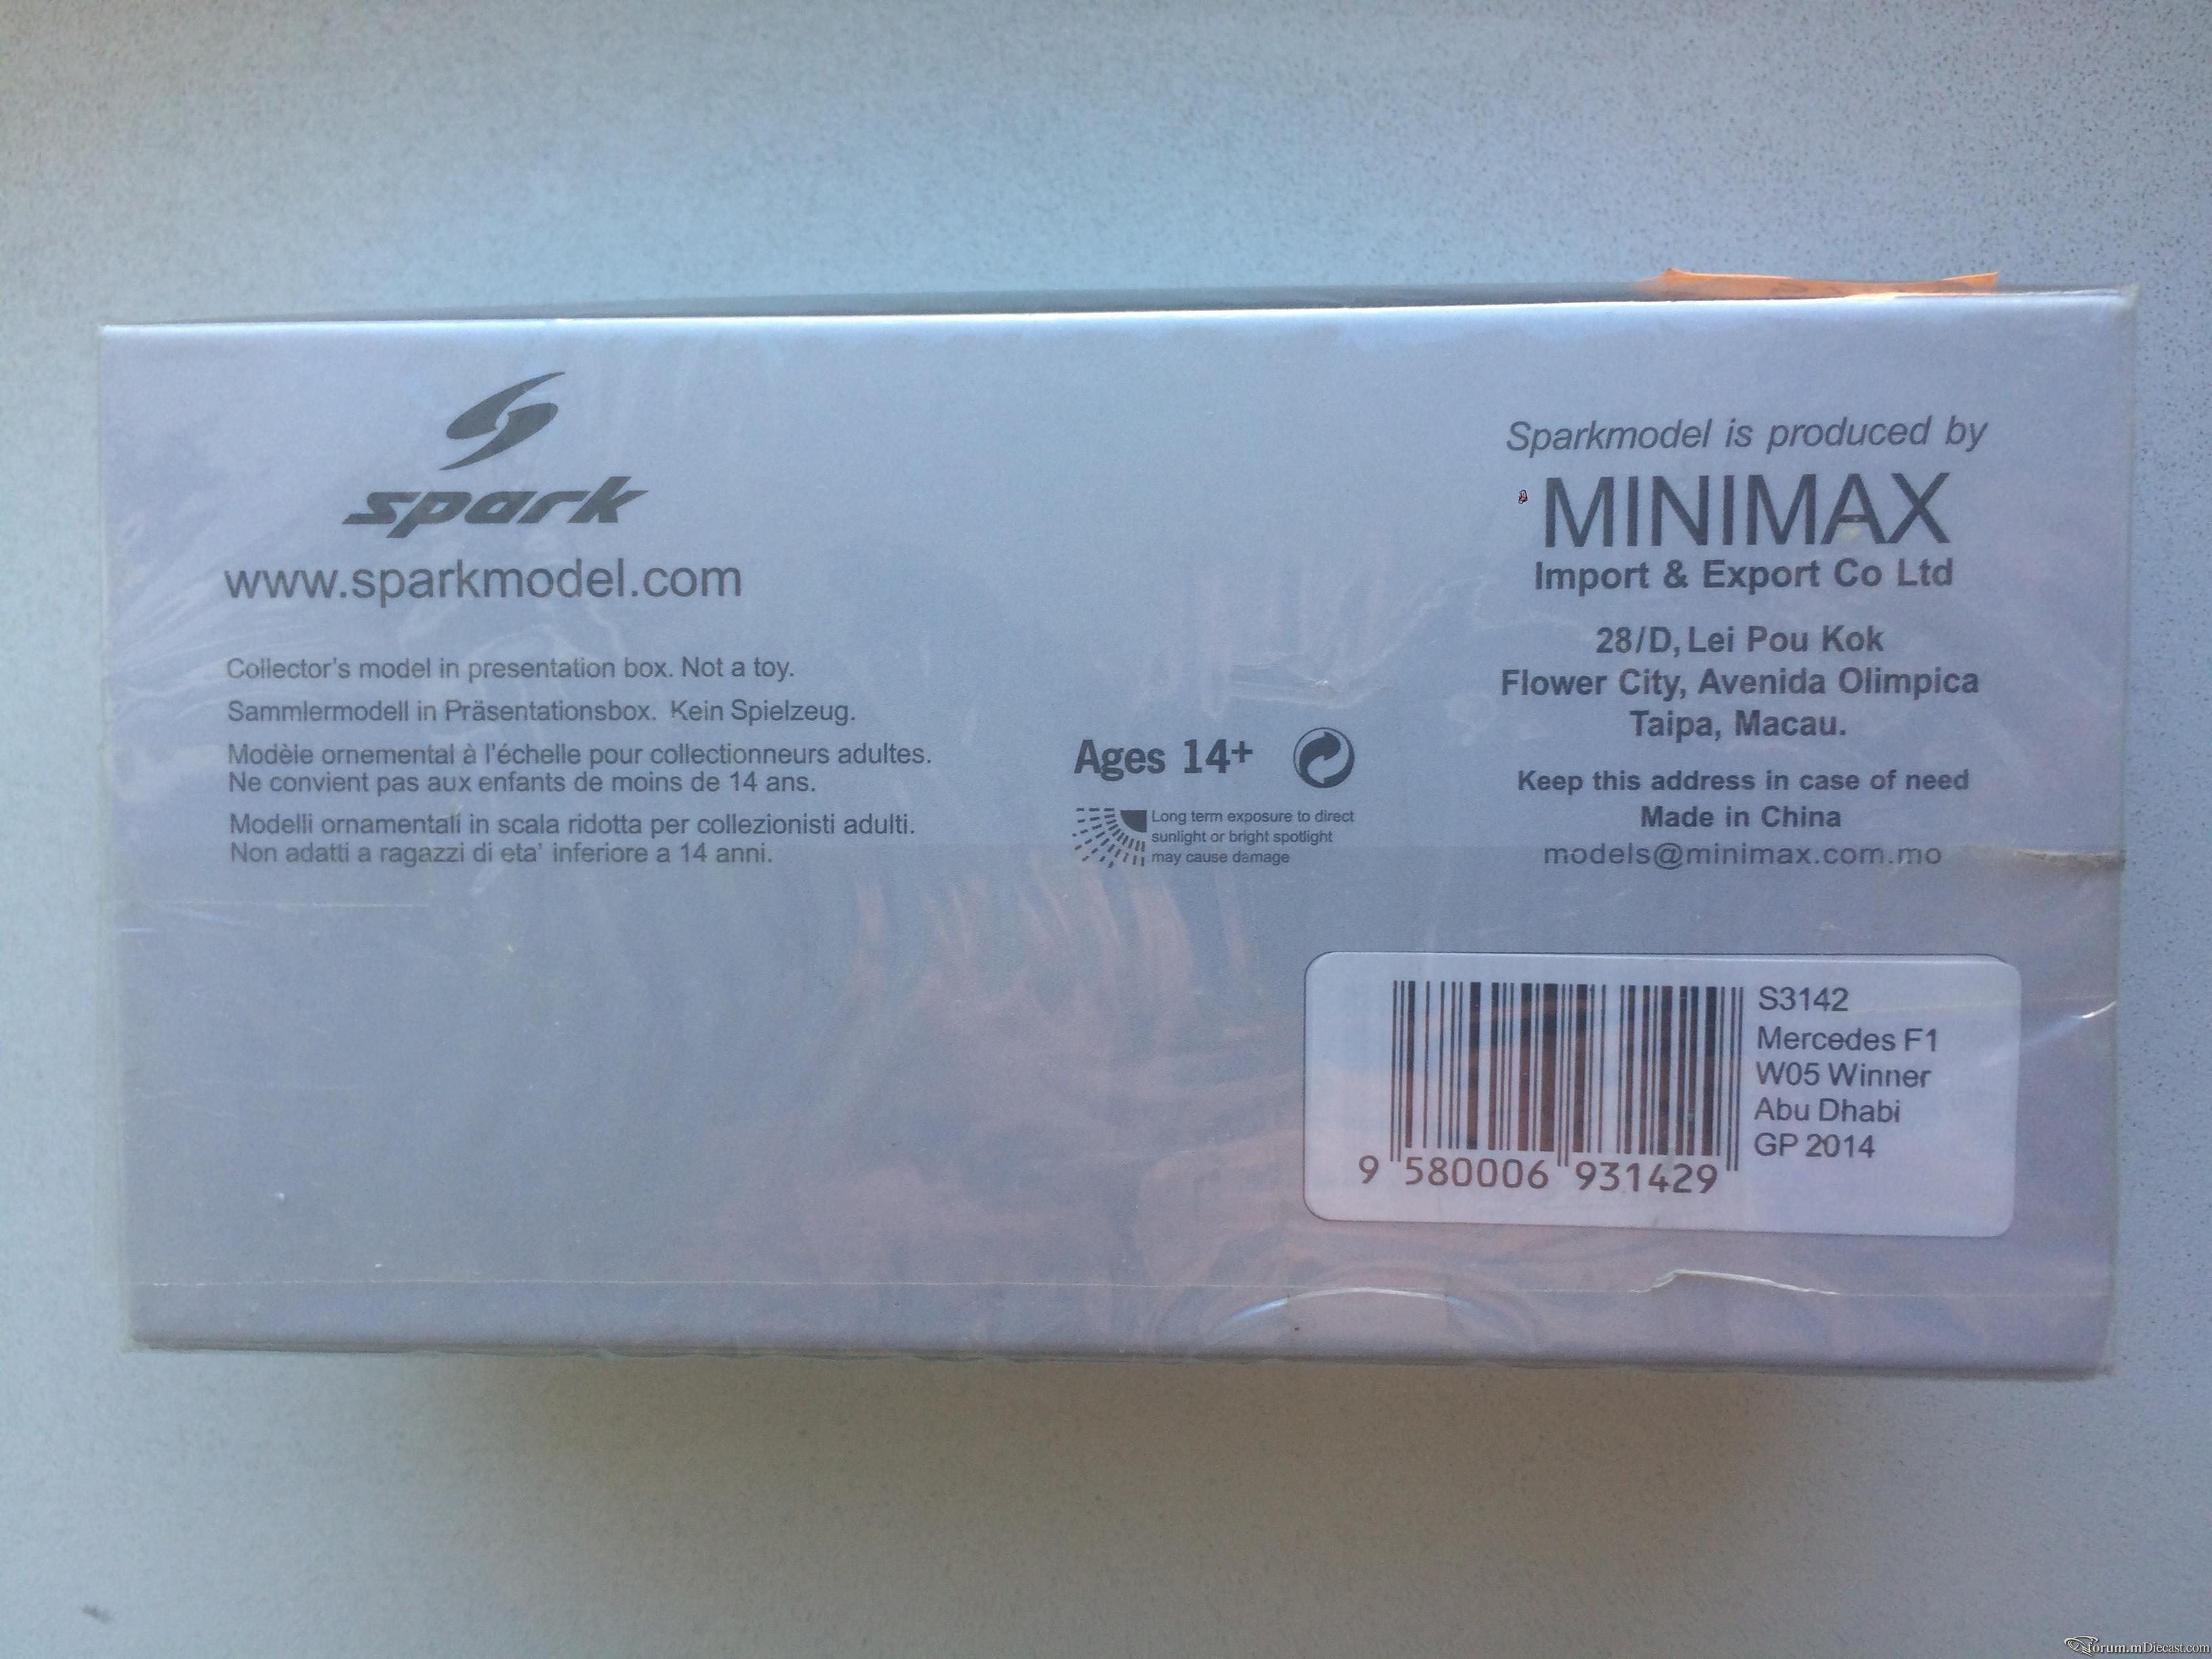 spark
www.sparkmodel.com
Collector's model in presentation box. Not a toy.
Sammlermodell in Präsentationsbox. Kein Spielzeug.
Modèle ornemental à l'échelle pour collectionneurs adultes.
Ne convient pas aux enfants de moins de 14 ans.
Modelli ornamentali in scala ridotta per collezionisti adulti.
Non adatti a ragazzi di eta' inferiore a 14 anni.
Ages 14+
Long term exposure to direct
sunlight or bright spotlight
may cause damage
Sparkmodel is produced by
MINIMAX
Import & Export Co Ltd
28/D, Lei Pou Kok
Flower City, Avenida Olimpica
Taipa, Macau.
Keep this address in case of need
Made in China
models@minimax.com.mo
S3142
Mercedes F1
W05 Winner
Abu Dhabi
GP 2014
9 580006 931429
forum.mDiecast.com